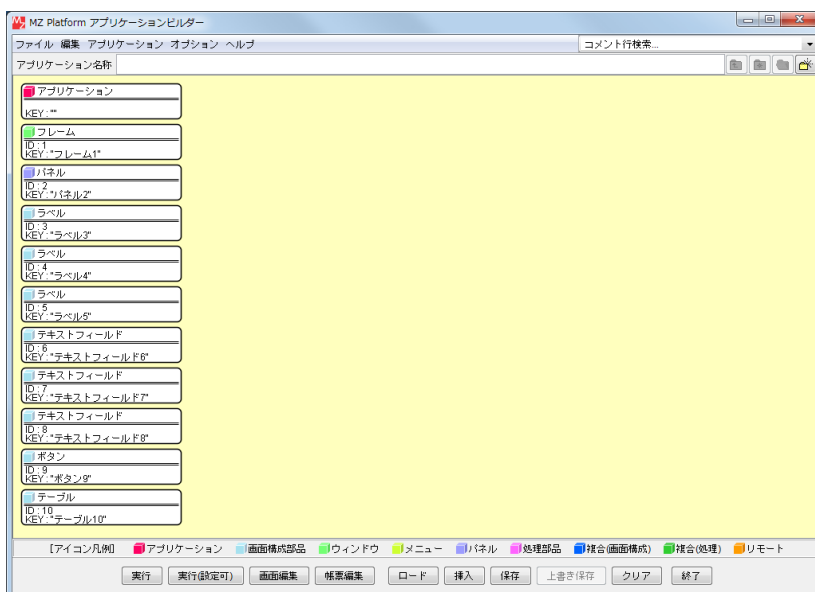 MZ Platform アプリケーションビルダー
ファイル 編集 アプリケーション オプション ヘルプ コメント行検索...
アプリケーション名称
アプリケーション
KEY:""
フレーム
ID:1
KEY:"フレーム1"
パネル
ID:2
KEY:"パネル2"
ラベル
ID:3
KEY:"ラベル3"
ラベル
ID:4
KEY:"ラベル4"
ラベル
ID:5
KEY:"ラベル5"
テキストフィールド
ID:6
KEY:"テキストフィールド6"
テキストフィールド
ID:7
KEY:"テキストフィールド7"
テキストフィールド
ID:8
KEY:"テキストフィールド8"
ボタン
ID:9
KEY:"ボタン9"
テーブル
ID:10
KEY:"テーブル10"
[アイコン凡例] アプリケーション 画面構成部品 ウィンドウ メニュー パネル 処理部品 複合(画面構成) 複合(処理) リモート
実行 実行(設定可) 画面編集 帳票編集 ロード 挿入 保存 上書き保存 クリア 終了